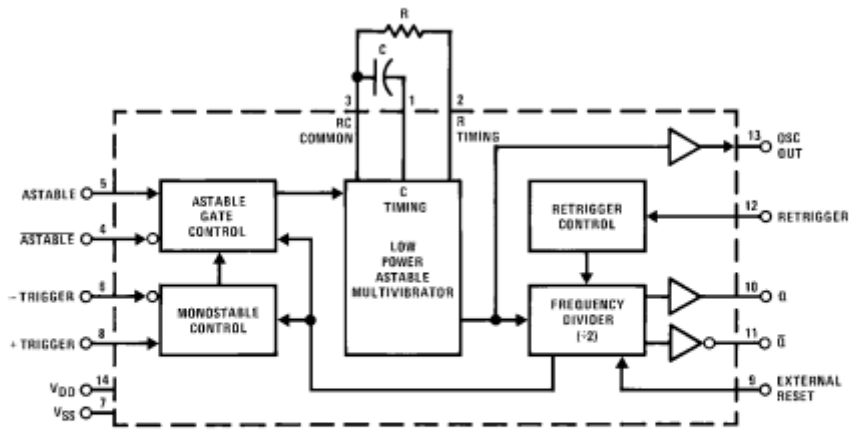 R
C
3
1
2
RC
COMMON
R
TIMING
13
OSC
OUT
5
ASTABLE
ASTABLE
GATE
CONTROL
C
TIMING
LOW
POWER
ASTABLE
MULTIVIBRATOR
RETRIGGER
CONTROL
12
RETRIGGER
4
ASTABLE
6
– TRIGGER
MONOSTABLE
CONTROL
FREQUENCY
DIVIDER
(÷2)
10
Q
8
+ TRIGGER
11
Q̅
14
VDD
7
VSS
9
EXTERNAL
RESET